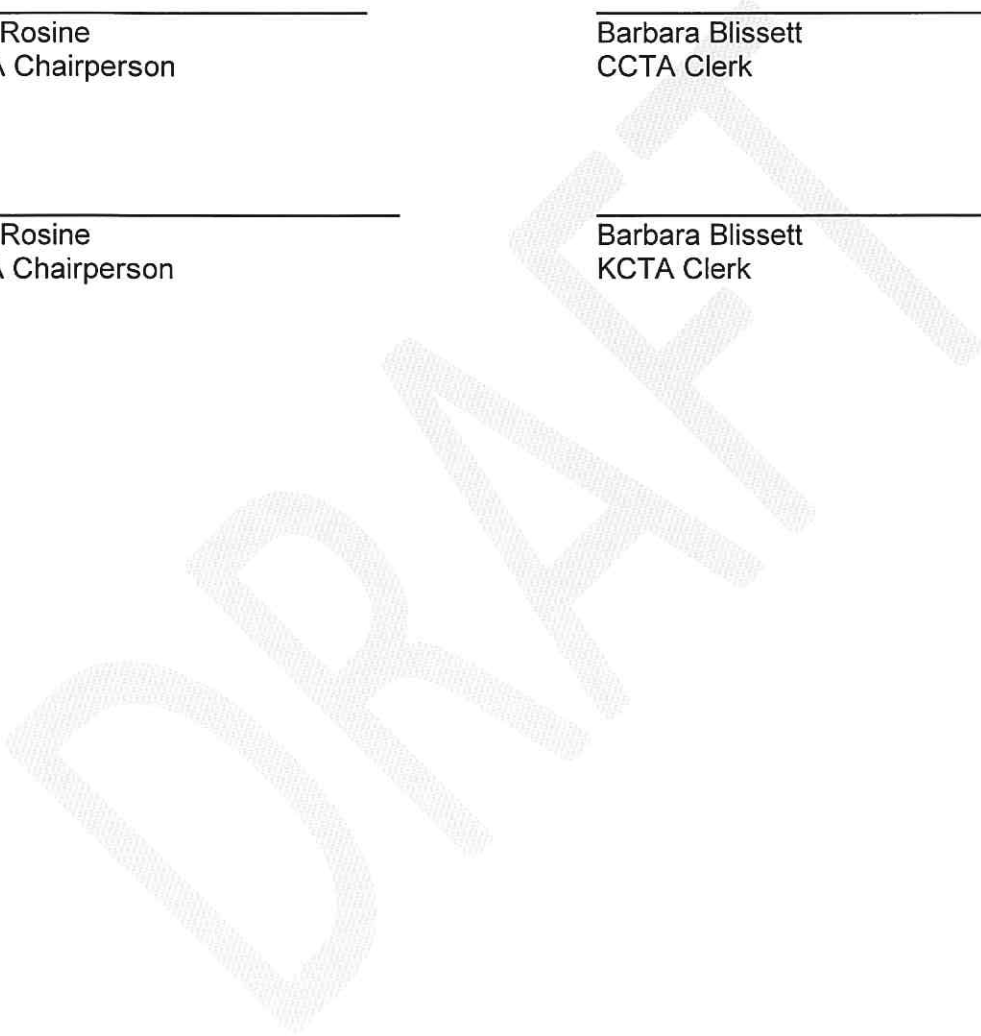 Rosine
Chairperson
Barbara Blissett
CCTA Clerk
Rosine
Chairperson
Barbara Blissett
KCTA Clerk
DRAFT